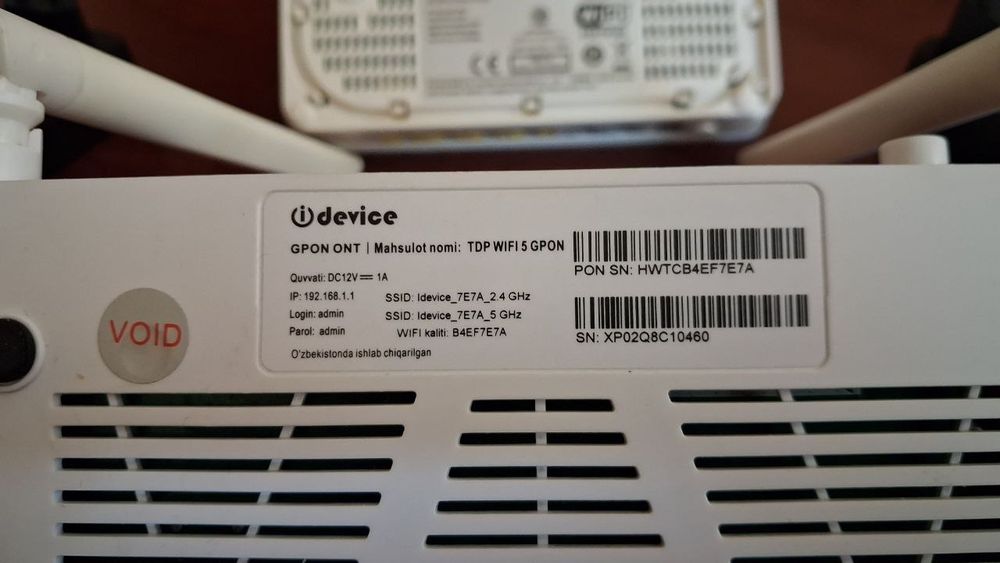 device
GPON ONT | Mahsulot nomi: TDP WIFI 5 GPON
Quvvati: DC12V 1A
IP: 192.168.1.1
SSID: Idevice_7E7A_2.4 GHz
Login: admin
SSID: Idevice_7E7A_5 GHz
Parol: admin
WIFI kaliti: B4EF7E7A
O'zbekistonda ishlab chiqarilgan
PON SN: HWTCB4EF7E7A
SN: XP02Q8C10460
VOID